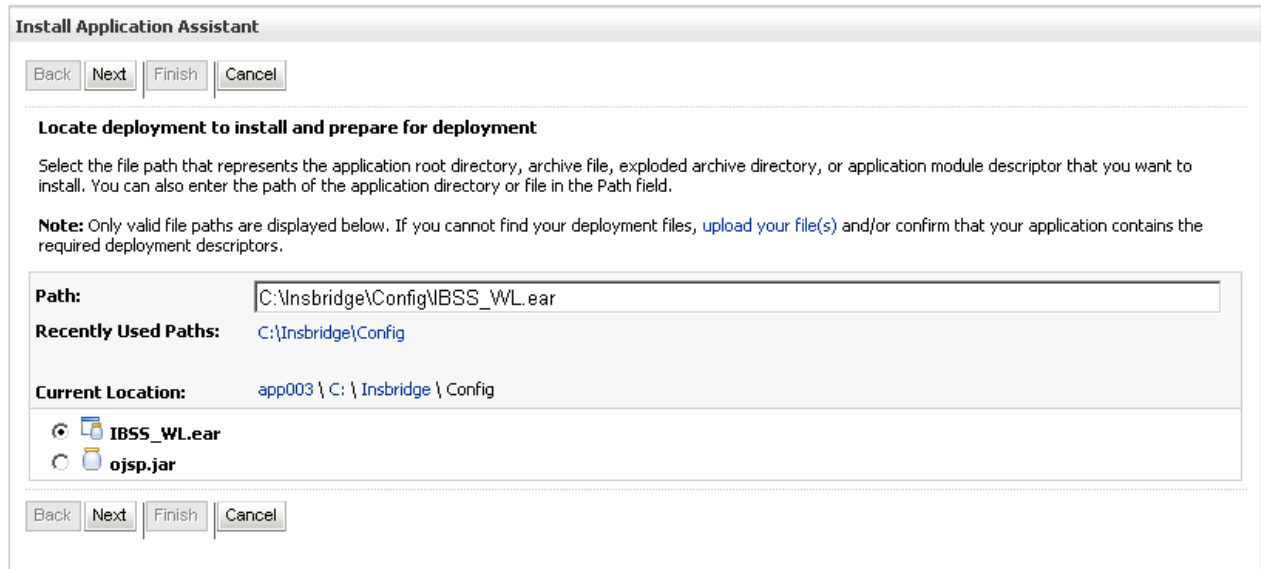 Install Application Assistant
Back Next Finish Cancel
Locate deployment to install and prepare for deployment
Select the file path that represents the application root directory, archive file, exploded archive directory, or application module descriptor that you want to
install. You can also enter the path of the application directory or file in the Path field.
Note: Only valid file paths are displayed below. If you cannot find your deployment files, upload your file(s) and/or confirm that your application contains the
required deployment descriptors.
Path: C:\Insbridge\Config\IBSS_WL.ear
Recently Used Paths: C:\Insbridge\Config
Current Location: app003 \ C: \ Insbridge \ Config
IBSS_WL.ear
ojsp.jar
Back Next Finish Cancel